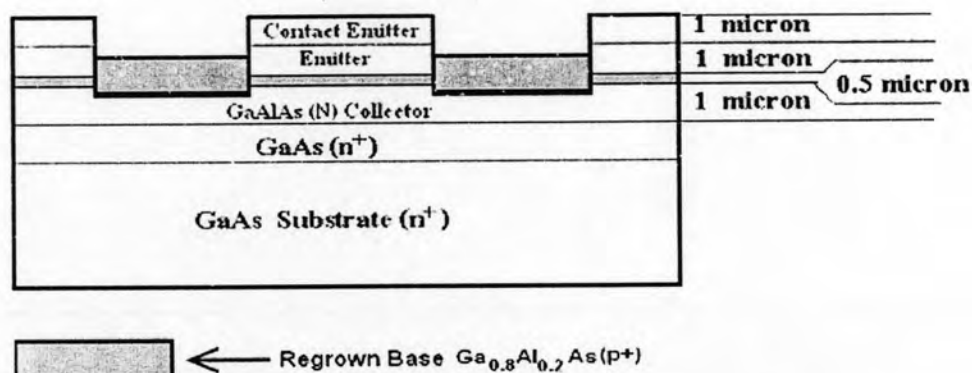 Contact Emitter
1 micron
Emitter
1 micron
0.5 micron
GaAlAs (N) Collector
1 micron
GaAs (n⁺)
GaAs Substrate (n⁺)
Regrown Base Ga₀.₈Al₀.₂As(p+)